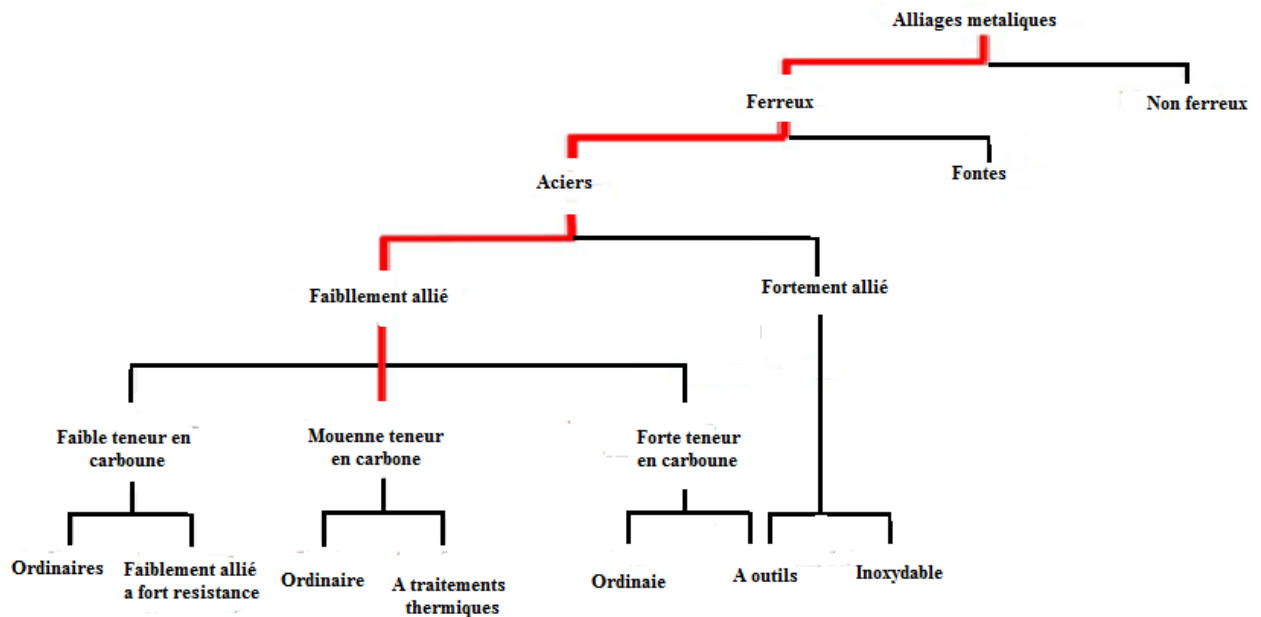 Alliages metaliques
Ferreux
Non ferreux
Aciers
Fontes
Faibllement allié
Fortement allié
Faible teneur en
carboune
Mouenne teneur
en carbone
Forte teneur
en carboune
Ordinaires
Faiblement allié
a fort resistance
Ordinaire
A traitements
thermiques
Ordinaie
A outils
Inoxydable